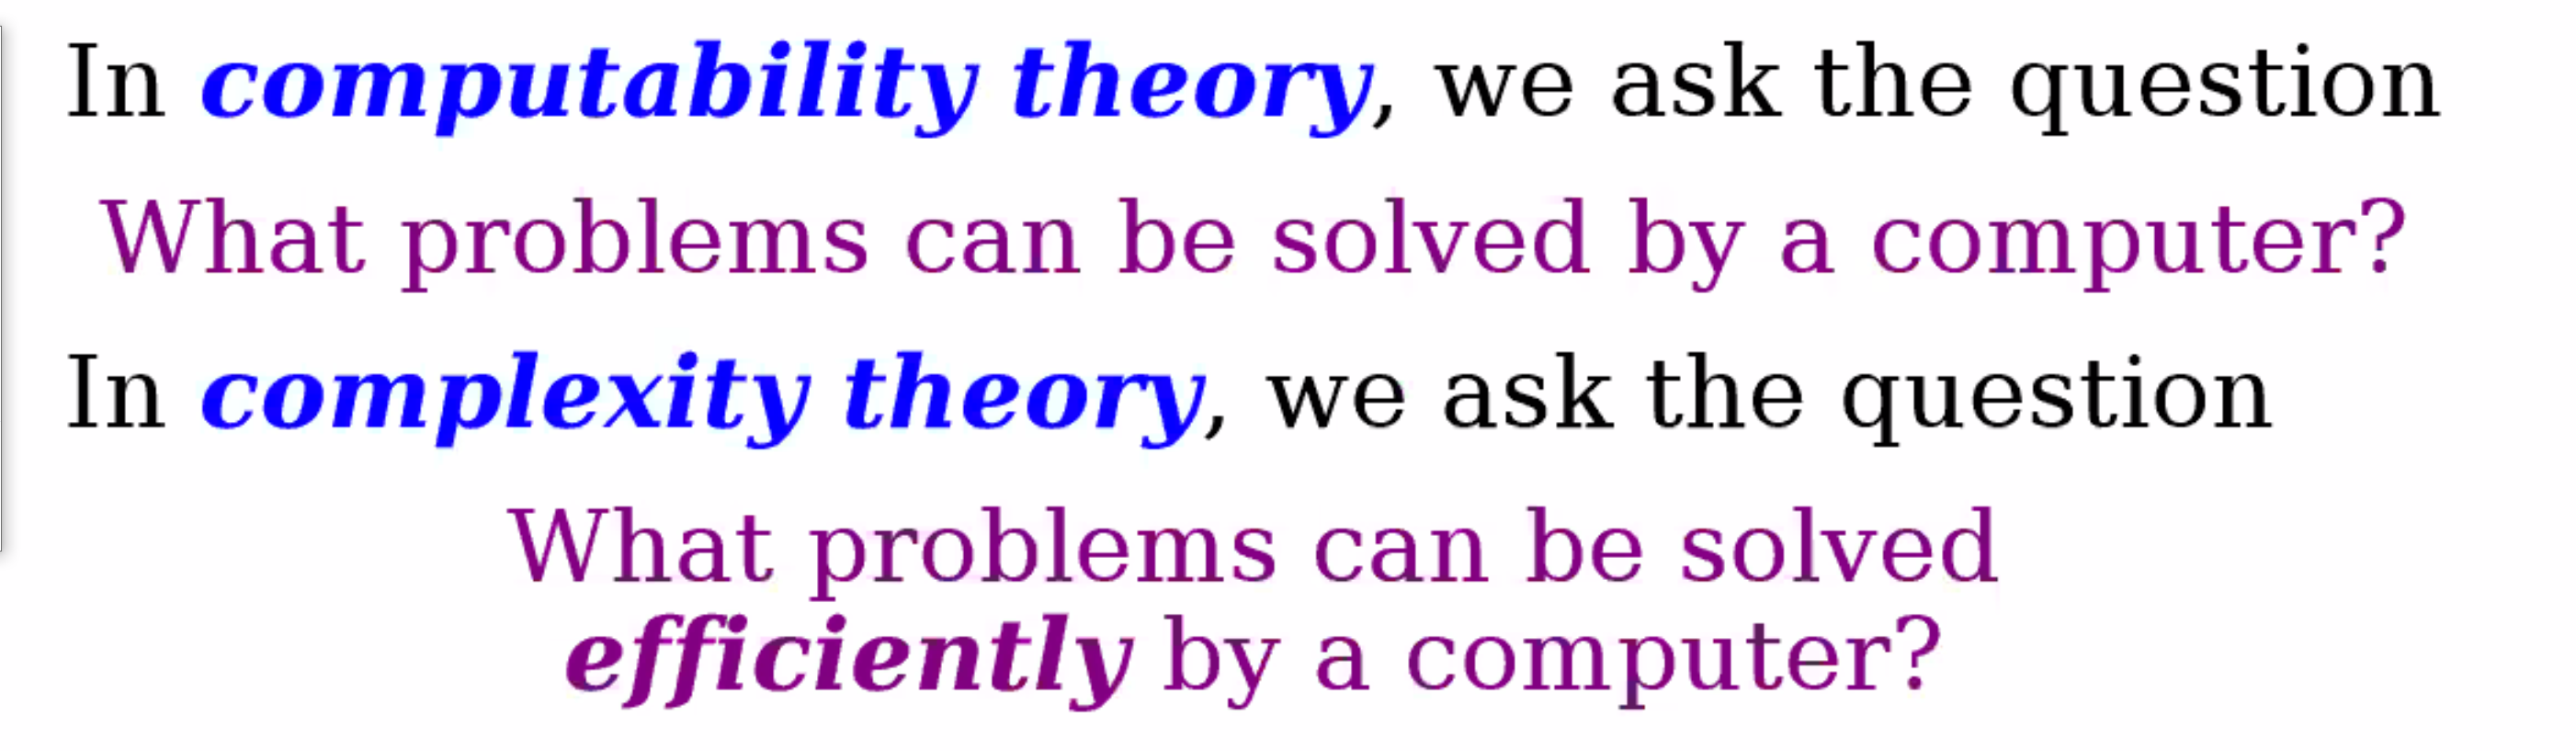 In computability theory, we ask the question
What problems can be solved by a computer?
In complexity theory, we ask the question
What problems can be solved
efficiently by a computer?